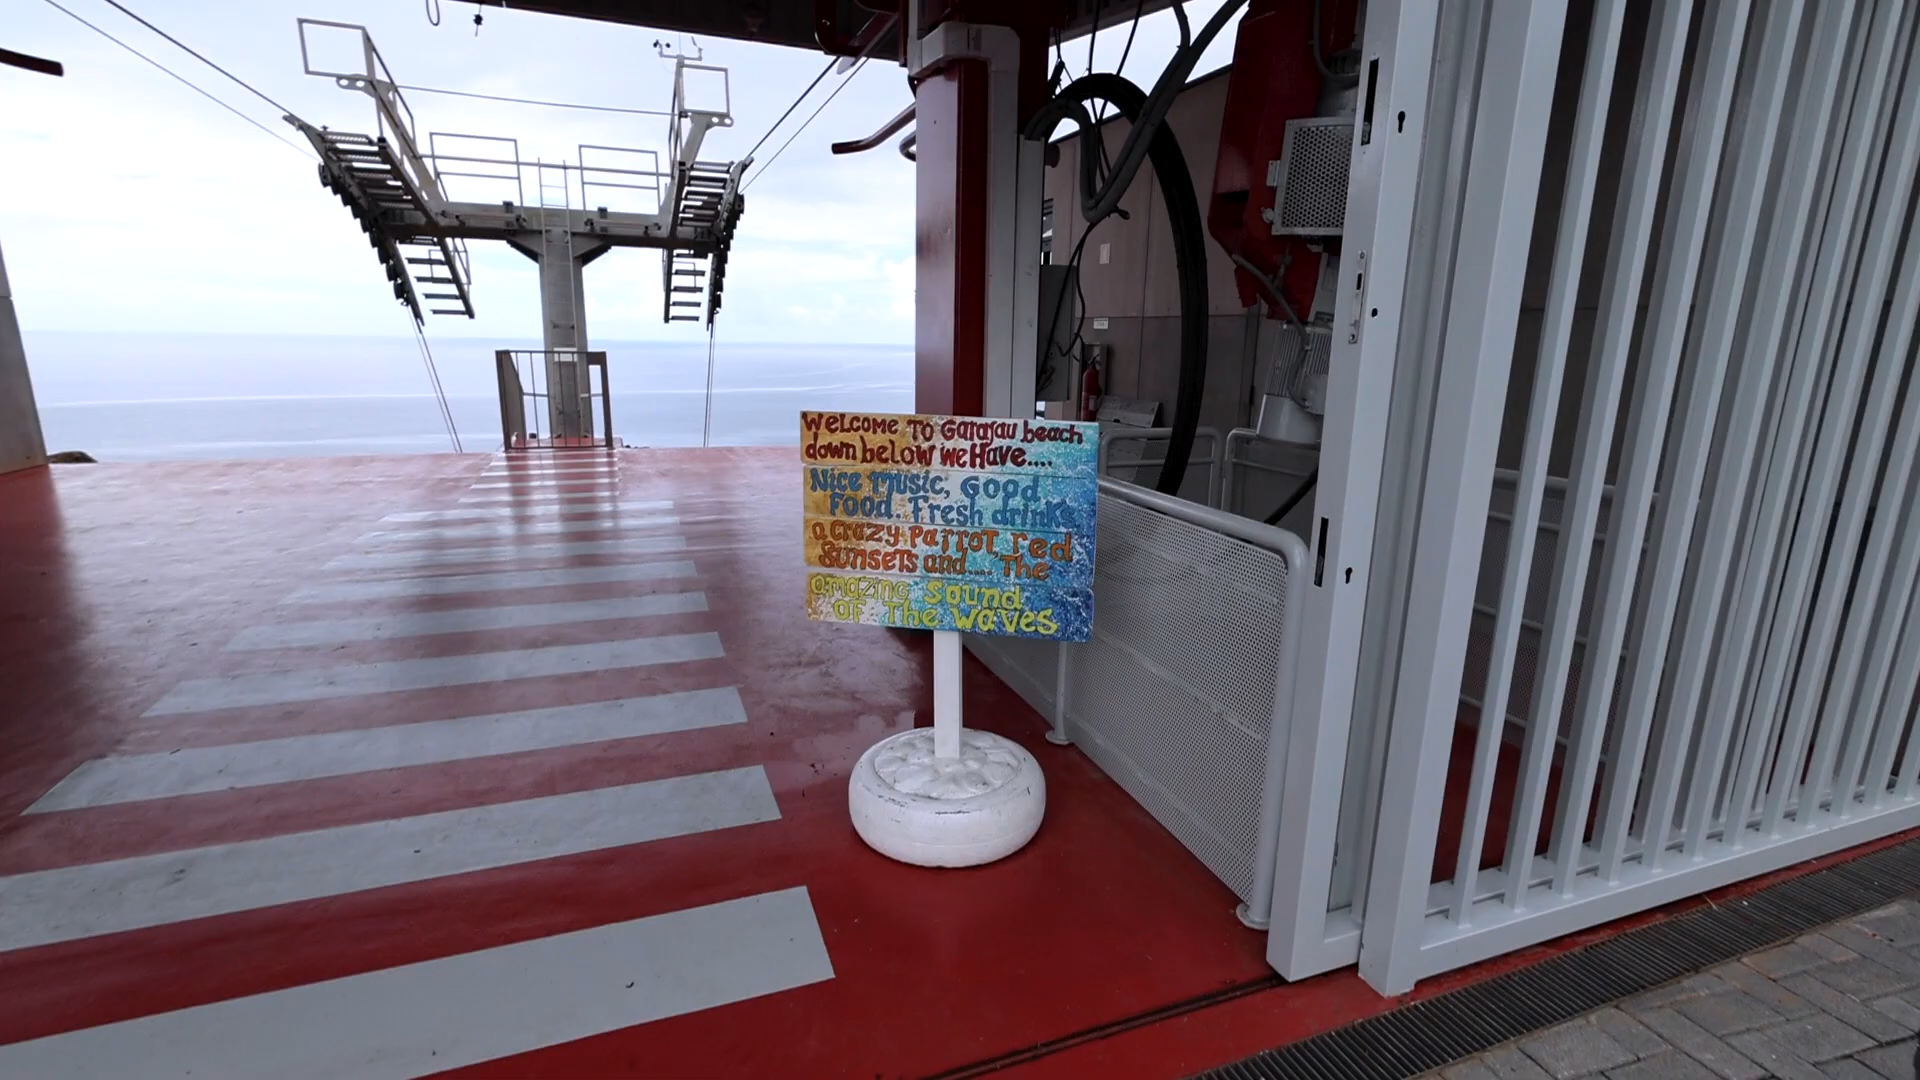 WELCOME TO Garajau beach
down below we Have....
Nice music, Good
Food. Fresh drinks,
a crazy parrot, red
Sunsets and.... The
amazing sound
OF The waves